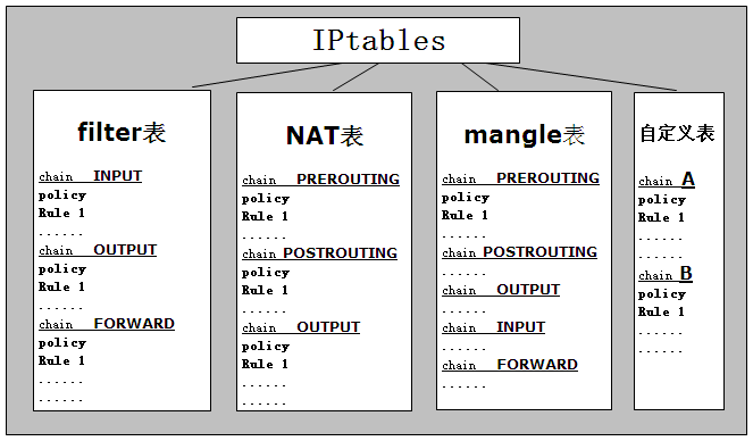 IPtables
filter表
chain INPUT
policy
Rule 1
......
chain OUTPUT
policy
Rule 1
......
chain FORWARD
policy
Rule 1
......
......
NAT表
chain PREROUTING
policy
Rule 1
......
chain POSTROUTING
policy
Rule 1
......
chain OUTPUT
policy
Rule 1
......
......
mangle表
chain PREROUTING
policy
Rule 1
......
chain POSTROUTING
......
chain OUTPUT
......
chain INPUT
......
chain FORWARD
......
自定义表
chain A
policy
Rule 1
......
......
chain B
policy
Rule 1
......
......